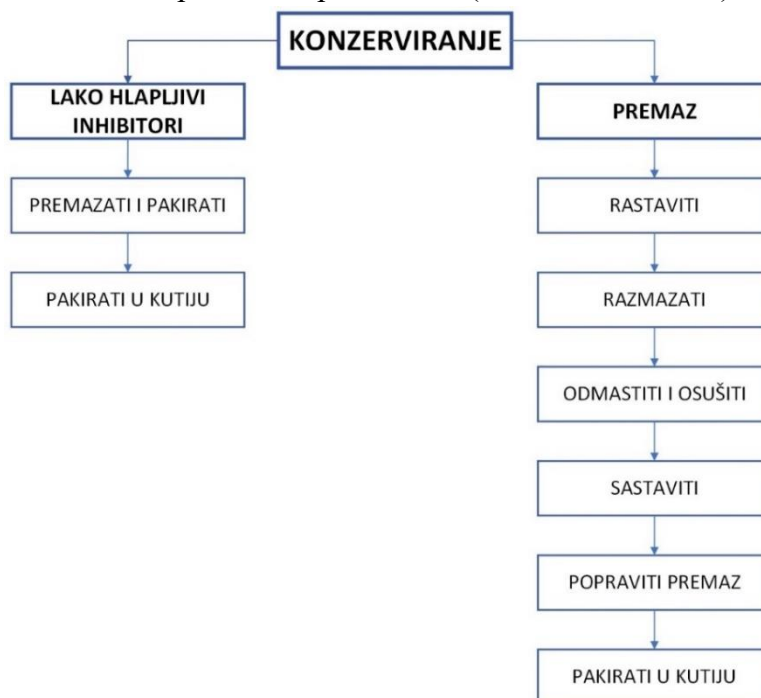 KONZERVIRANJE
LAKO HLAPLJIVI
INHIBITORI
PREMAZATI I PAKIRATI
PAKIRATI U KUTIJU
PREMAZ
RASTAVITI
RAZMAZATI
ODMASTITI I OSUŠITI
SASTAVITI
POPRAVITI PREMAZ
PAKIRATI U KUTIJU